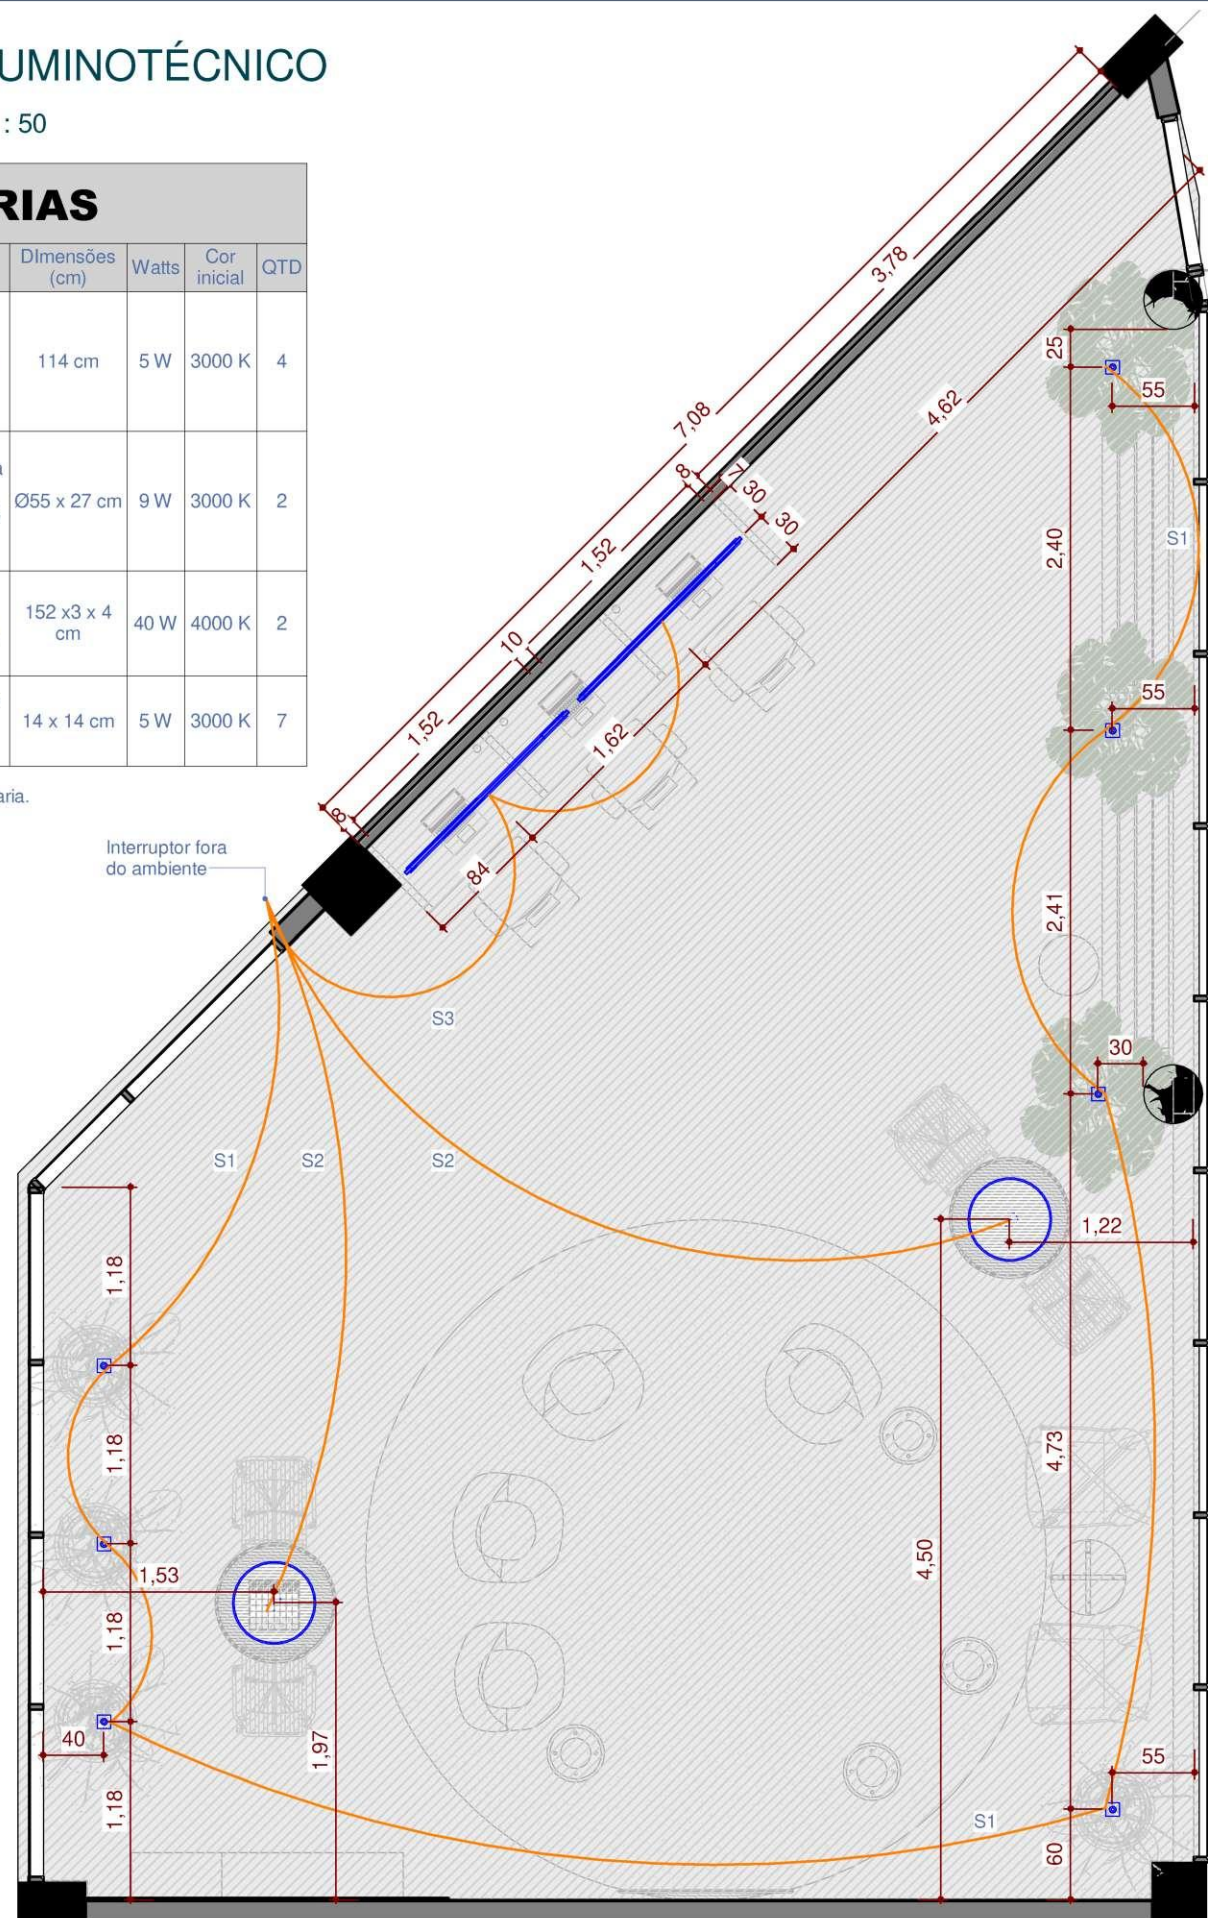 UMINOTÉCNICO
: 50
RIAS
DImensões
(cm)
Watts
Cor
inicial
QTD
114 cm
5 W
3000 K
4
Ø55 x 27 cm
9 W
3000 K
2
152 x3 x 4
cm
40 W
4000 K
2
14 x 14 cm
5 W
3000 K
7
aria.
Interruptor fora
do ambiente
7,08
3,78
4,62
8
7
30
30
1,52
10
1,52
8
1,62
84
25
55
2,40
S1
55
2,41
30
S3
S1
S2
S2
1,22
1,18
1,18
4,73
4,50
1,53
1,18
40
1,97
55
1,18
S1
60